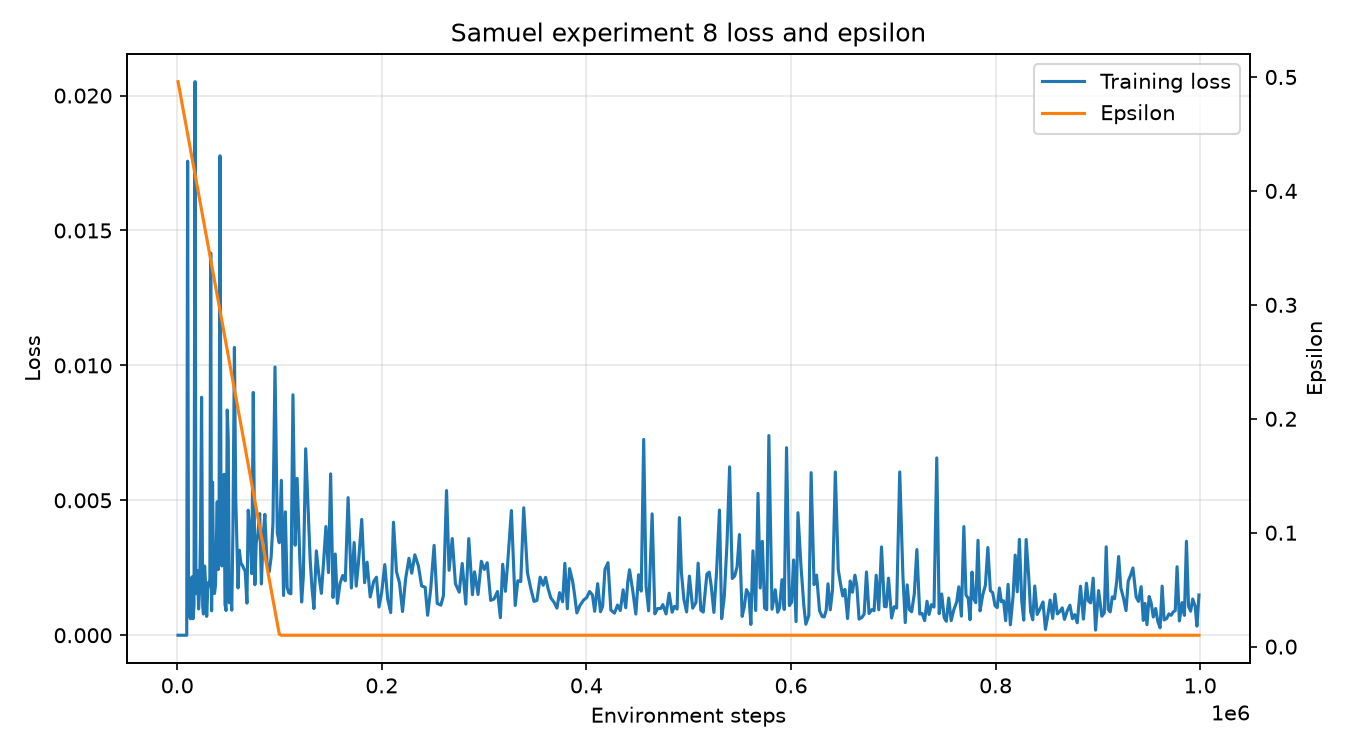 Samuel experiment 8 loss and epsilon
Training loss
Epsilon
0.020
0.015
0.010
0.005
0.000
Loss
0.5
0.4
0.3
0.2
0.1
0.0
Epsilon
0.0 0.2 0.4 0.6 0.8 1.0
1e6
Environment steps